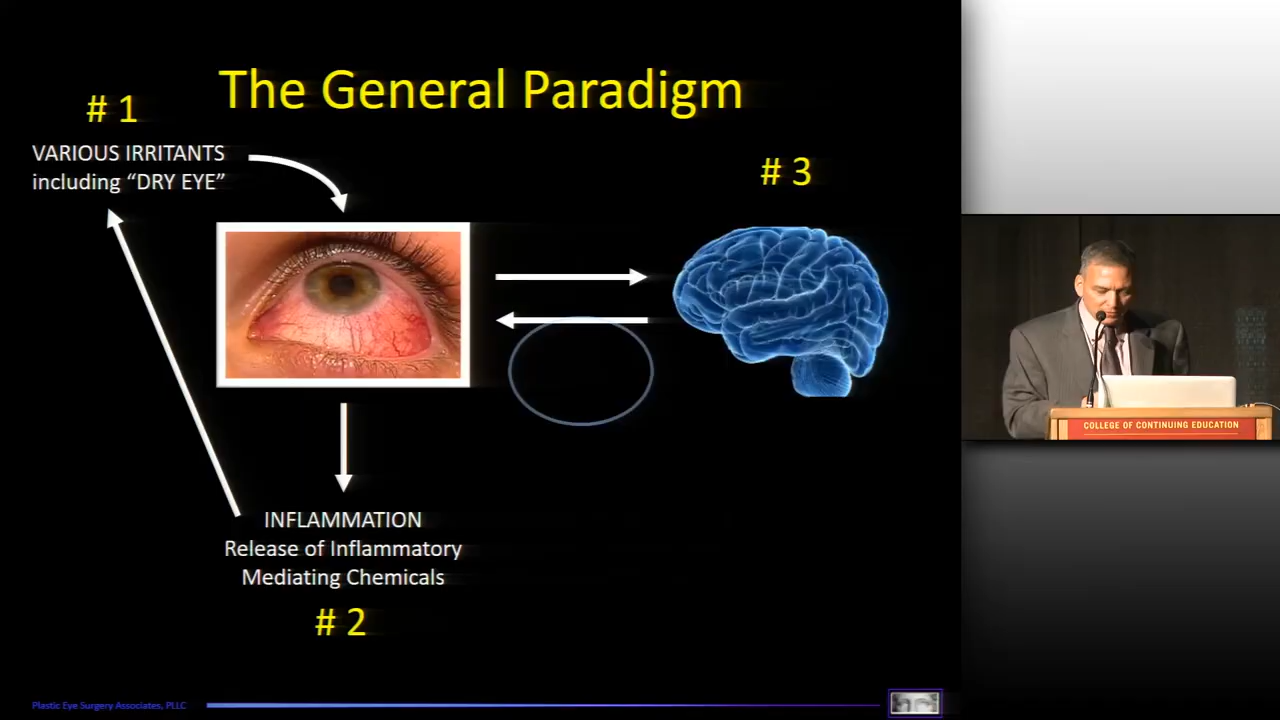 The General Paradigm
# 1
VARIOUS IRRITANTS
including “DRY EYE”
# 3
INFLAMMATION
Release of Inflammatory
Mediating Chemicals
# 2
Plastic Eye Surgery Associates, PLLC
COLLEGE OF CONTINUING EDUCATION